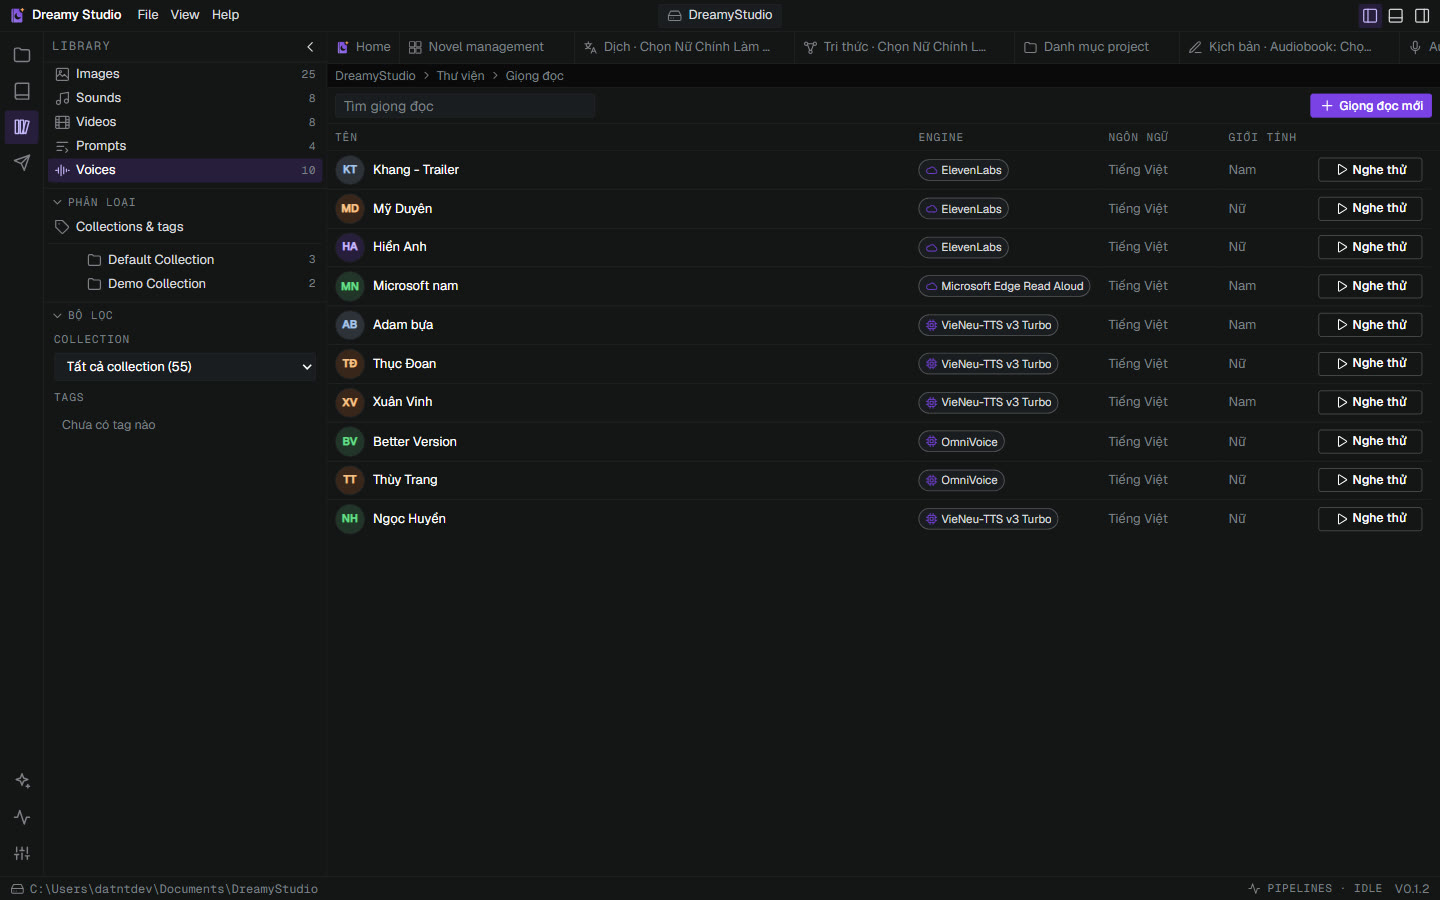 Dreamy Studio File View Help DreamyStudio
LIBRARY
Images 25
Sounds 8
Videos 8
Prompts 4
Voices 10
PHÂN LOẠI
Collections & tags
Default Collection 3
Demo Collection 2
BỘ LỌC
COLLECTION
Tất cả collection (55)
TAGS
Chưa có tag nào
Home Novel management Dịch · Chọn Nữ Chính Làm ... Tri thức · Chọn Nữ Chính L... Danh mục project Kịch bản · Audiobook: Chọ...
DreamyStudio > Thư viện > Giọng đọc
Tìm giọng đọc Giọng đọc mới
TÊN ENGINE NGÔN NGỮ GIỚI TÍNH
KT Khang - Trailer ElevenLabs Tiếng Việt Nam Nghe thử
MD Mỹ Duyên ElevenLabs Tiếng Việt Nữ Nghe thử
HA Hiền Anh ElevenLabs Tiếng Việt Nữ Nghe thử
MN Microsoft nam Microsoft Edge Read Aloud Tiếng Việt Nam Nghe thử
AB Adam bựa VieNeu-TTS v3 Turbo Tiếng Việt Nam Nghe thử
TĐ Thục Đoan VieNeu-TTS v3 Turbo Tiếng Việt Nữ Nghe thử
XV Xuân Vinh VieNeu-TTS v3 Turbo Tiếng Việt Nam Nghe thử
BV Better Version OmniVoice Tiếng Việt Nữ Nghe thử
TT Thùy Trang OmniVoice Tiếng Việt Nữ Nghe thử
NH Ngọc Huyền VieNeu-TTS v3 Turbo Tiếng Việt Nữ Nghe thử
C:\Users\datntdev\Documents\DreamyStudio PIPELINES · IDLE V0.1.2